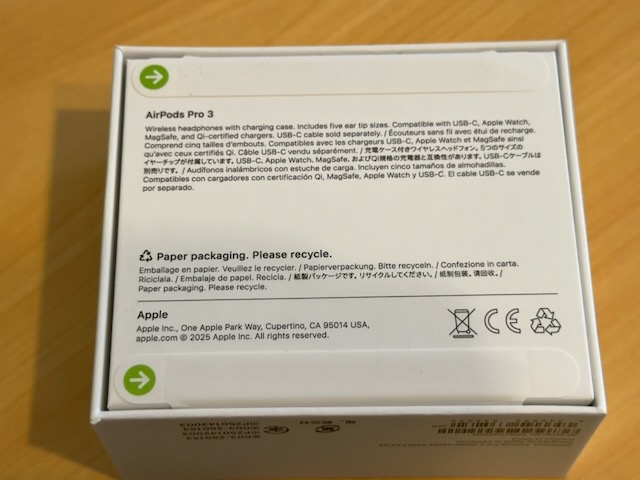 AirPods Pro 3
Wireless headphones with charging case. Includes five ear tip sizes. Compatible with USB-C, Apple Watch,
MagSafe, and Qi-certified chargers. USB-C cable sold separately. / Écouteurs sans fil avec étui de recharge.
Comprend cinq tailles d'embouts. Compatibles avec les chargeurs USB-C, Apple Watch et MagSafe ainsi
qu'avec ceux certifiés Qi. Câble USB-C vendu séparément. / 充電ケース付きワイヤレスヘッドフォン。5つのサイズの
イヤーチップが付属しています。USB-C、Apple Watch、MagSafe、およびQi規格の充電器と互換性があります。USB-Cケーブルは
別売りです。/ Audífonos inalámbricos con estuche de carga. Incluyen cinco tamaños de almohadillas.
Compatibles con cargadores con certificación Qi, MagSafe, Apple Watch y USB-C. El cable USB-C se vende
por separado.
Paper packaging. Please recycle.
Emballage en papier. Veuillez le recycler. / Papierverpackung. Bitte recyceln. / Confezione in carta.
Riciclala. / Embalaje de papel. Recicla. / 紙製パッケージです。リサイクルしてください。/ 纸制包装。请回收。/
Paper packaging. Please recycle.
Apple
Apple Inc., One Apple Park Way, Cupertino, CA 95014 USA,
apple.com © 2025 Apple Inc. All rights reserved.
CE